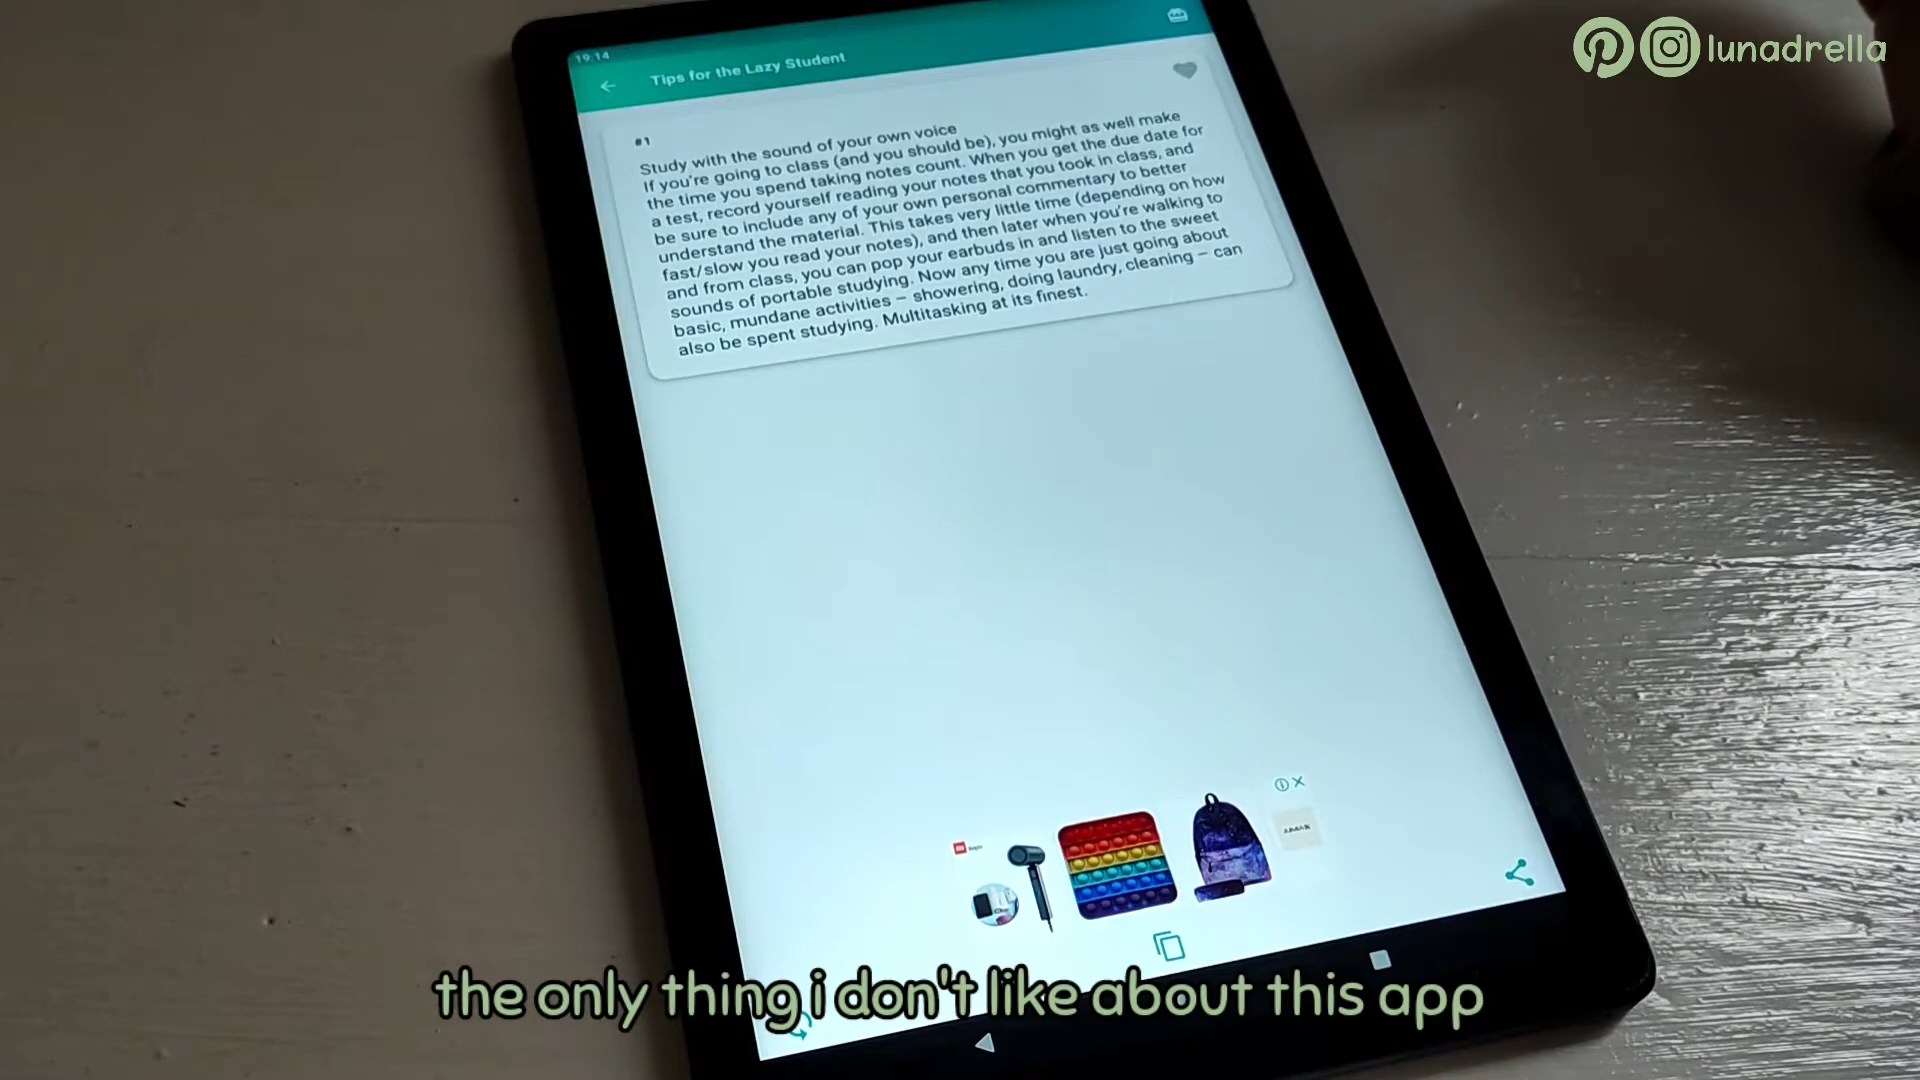 lunadrella
19:14
Tips for the Lazy Student
#1
Study with the sound of your own voice
If you're going to class (and you should be), you might as well make
the time you spend taking notes count. When you get the due date for
a test, record yourself reading your notes that you took in class, and
be sure to include any of your own personal commentary to better
understand the material. This takes very little time (depending on how
fast/slow you read your notes), and then later when you're walking to
and from class, you can pop your earbuds in and listen to the sweet
sounds of portable studying. Now any time you are just going about
basic, mundane activities – showering, doing laundry, cleaning – can
also be spent studying. Multitasking at its finest.
the only thing i don't like about this app